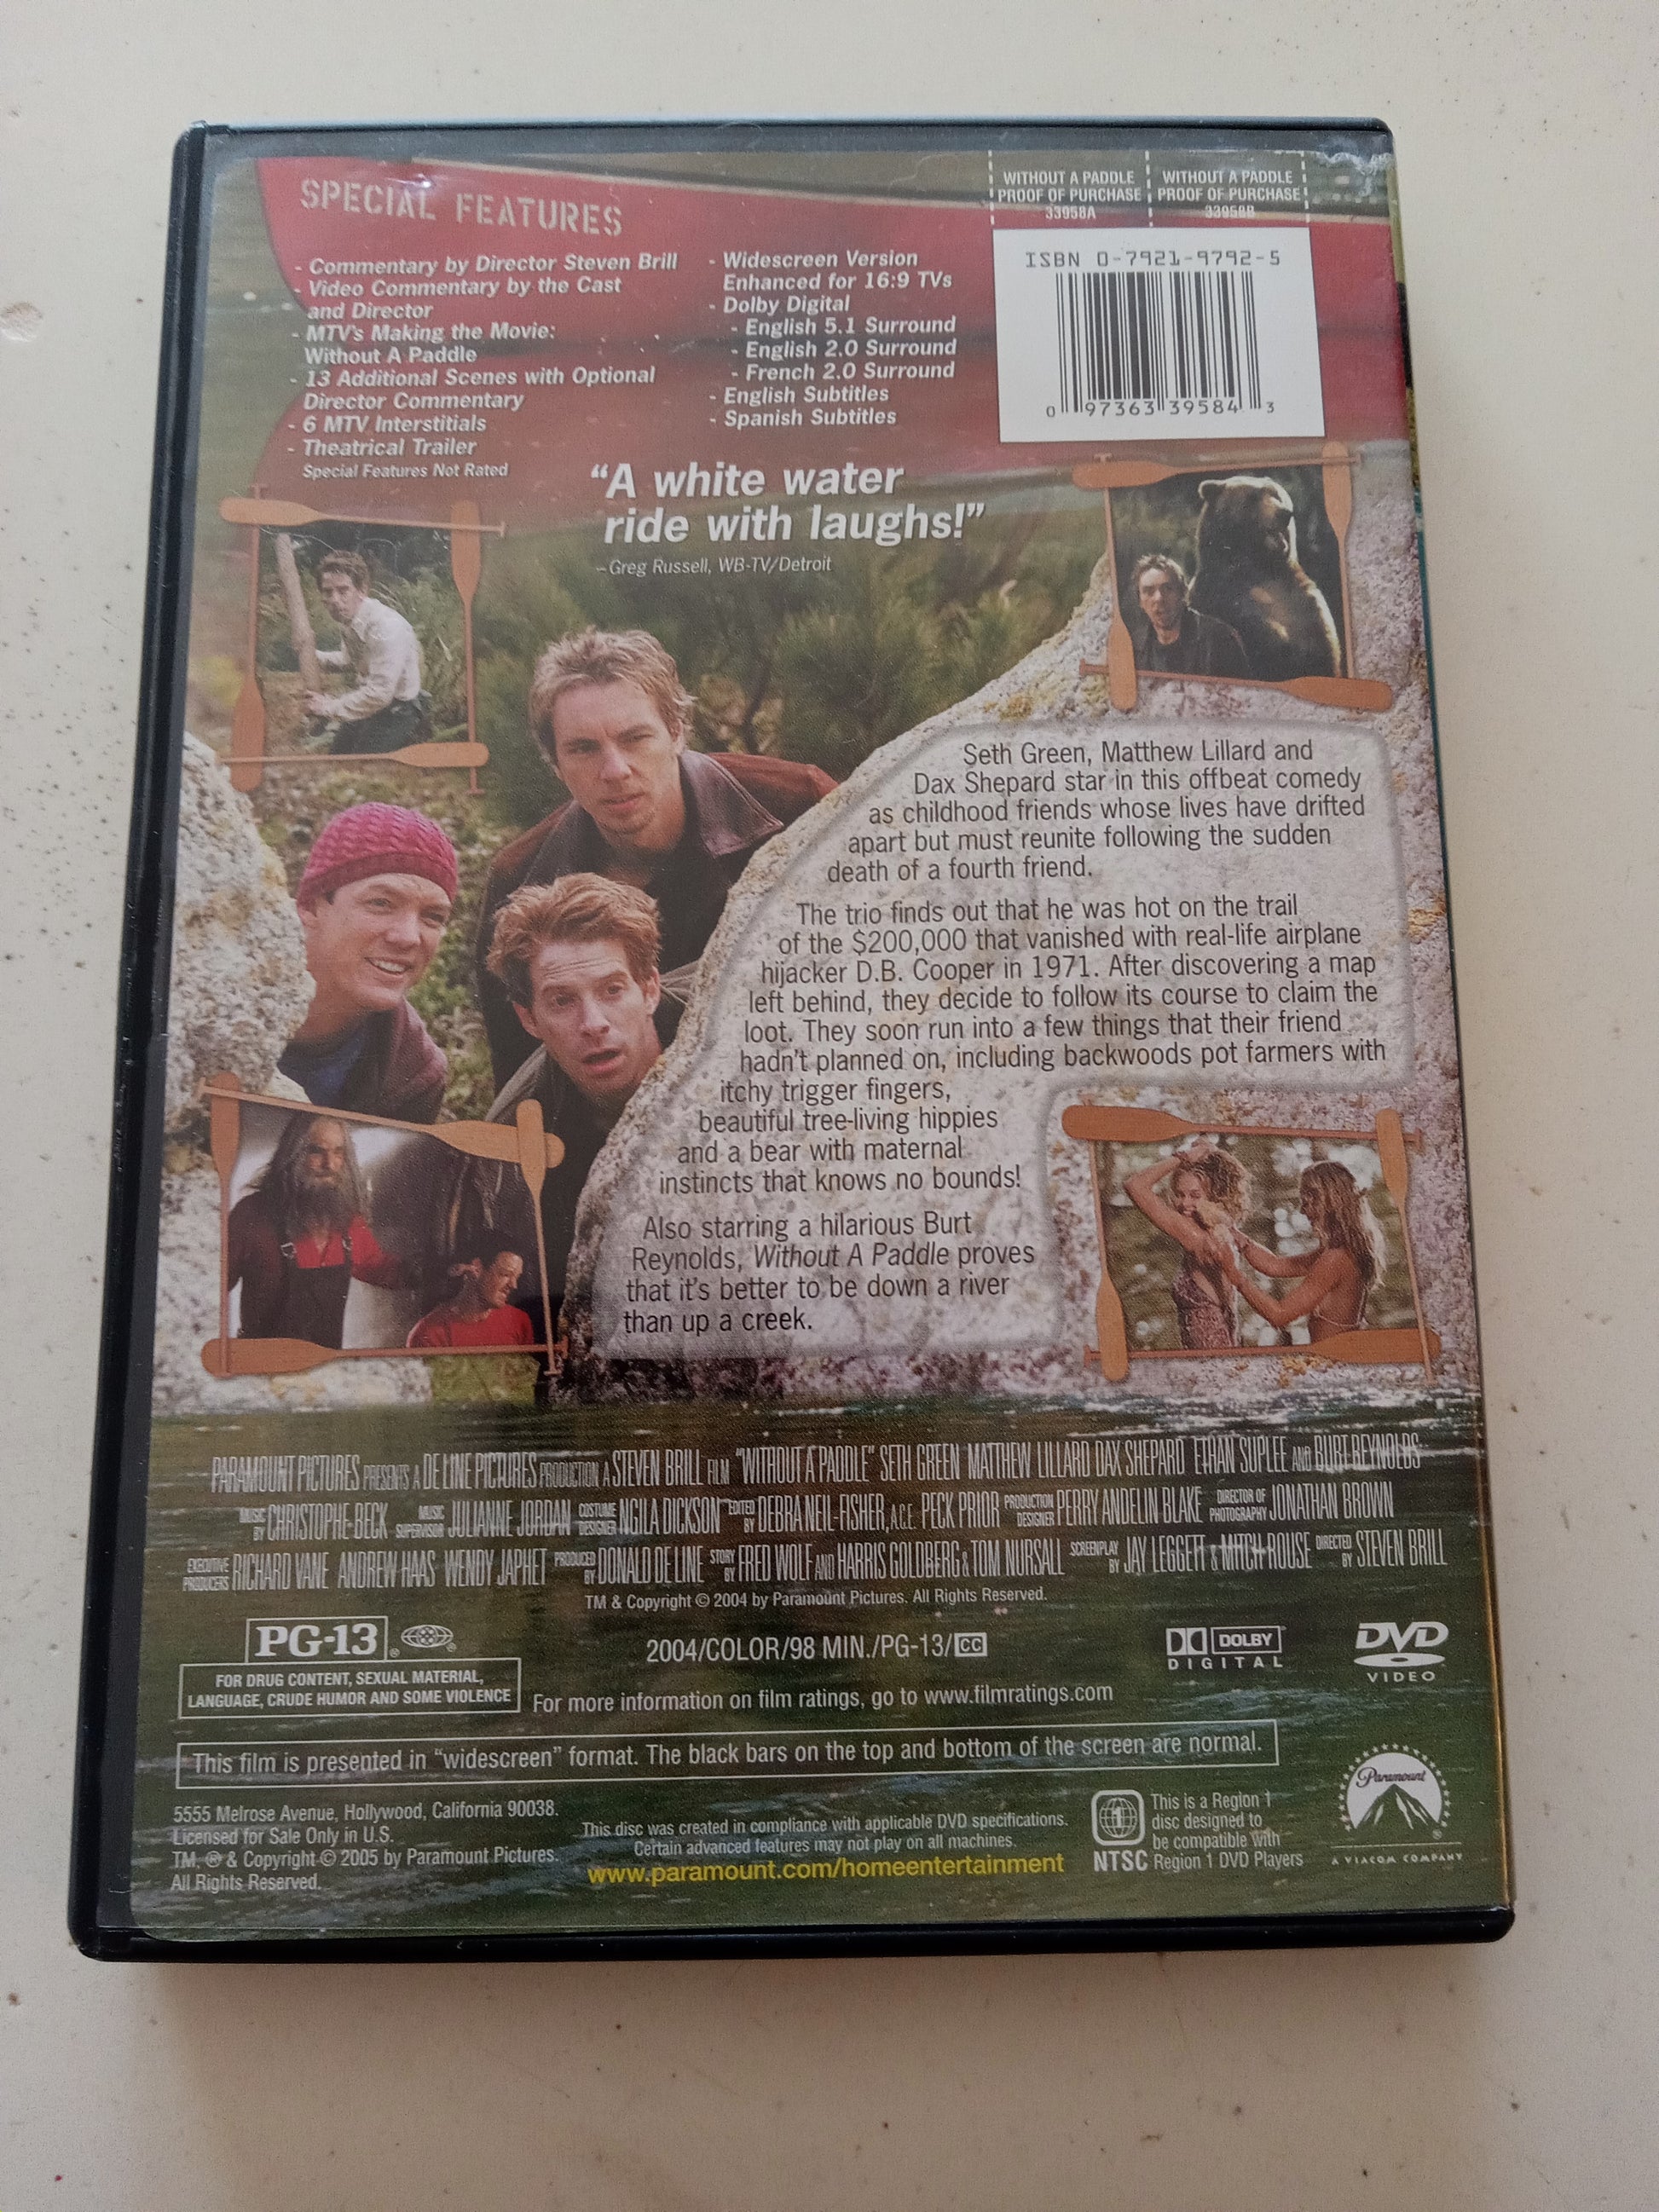 SPECIAL FEATURES
- Commentary by Director Steven Brill
- Video Commentary by the Cast
and Director
- MTV's Making the Movie:
Without A Paddle
- 13 Additional Scenes with Optional
Director Commentary
- 6 MTV Interstitials
- Theatrical Trailer
Special Features Not Rated
- Widescreen Version
Enhanced for 16:9 TVs
- Dolby Digital
- English 5.1 Surround
- English 2.0 Surround
- French 2.0 Surround
- English Subtitles
- Spanish Subtitles
WITHOUT A PADDLE
PROOF OF PURCHASE
33958A
WITHOUT A PADDLE
PROOF OF PURCHASE
33958B
ISBN 0-7921-9792-5
0 97363 39584 3
“A white water
ride with laughs!”
–Greg Russell, WB-TV/Detroit
Seth Green, Matthew Lillard and
Dax Shepard star in this offbeat comedy
as childhood friends whose lives have drifted
apart but must reunite following the sudden
death of a fourth friend.
The trio finds out that he was hot on the trail
of the $200,000 that vanished with real-life airplane
hijacker D.B. Cooper in 1971. After discovering a map
left behind, they decide to follow its course to claim the
loot. They soon run into a few things that their friend
hadn't planned on, including backwoods pot farmers with
itchy trigger fingers,
beautiful tree-living hippies
and a bear with maternal
instincts that knows no bounds!
Also starring a hilarious Burt
Reynolds, Without A Paddle proves
that it's better to be down a river
than up a creek.
PARAMOUNT PICTURES PRESENTS A DE LINE PICTURES PRODUCTION A STEVEN BRILL FILM "WITHOUT A PADDLE" SETH GREEN MATTHEW LILLARD DAX SHEPARD ETHAN SUPLEE AND BURT REYNOLDS
MUSIC BY CHRISTOPHE BECK MUSIC SUPERVISOR JULIANNE JORDAN COSTUME DESIGNER NGILA DICKSON EDITED BY DEBRA NEIL-FISHER, A.C.E. PECK PRIOR PRODUCTION DESIGNER PERRY ANDELIN BLAKE DIRECTOR OF PHOTOGRAPHY JONATHAN BROWN
EXECUTIVE PRODUCERS RICHARD VANE ANDREW HAAS WENDY JAPHET PRODUCED BY DONALD DE LINE STORY BY FRED WOLF AND HARRIS GOLDBERG & TOM NURSALL SCREENPLAY BY JAY LEGGETT & MITCH ROUSE DIRECTED BY STEVEN BRILL
TM & Copyright © 2004 by Paramount Pictures. All Rights Reserved.
PG-13 ®
FOR DRUG CONTENT, SEXUAL MATERIAL,
LANGUAGE, CRUDE HUMOR AND SOME VIOLENCE
2004/COLOR/98 MIN./PG-13/CC
For more information on film ratings, go to www.filmratings.com
DOLBY
DIGITAL
DVD
VIDEO
This film is presented in “widescreen” format. The black bars on the top and bottom of the screen are normal.
5555 Melrose Avenue, Hollywood, California 90038.
Licensed for Sale Only in U.S.
TM, ® & Copyright © 2005 by Paramount Pictures.
All Rights Reserved.
This disc was created in compliance with applicable DVD specifications.
Certain advanced features may not play on all machines.
www.paramount.com/homeentertainment
1
NTSC
This is a Region 1
disc designed to
be compatible with
Region 1 DVD Players
Paramount
®
A VIACOM COMPANY